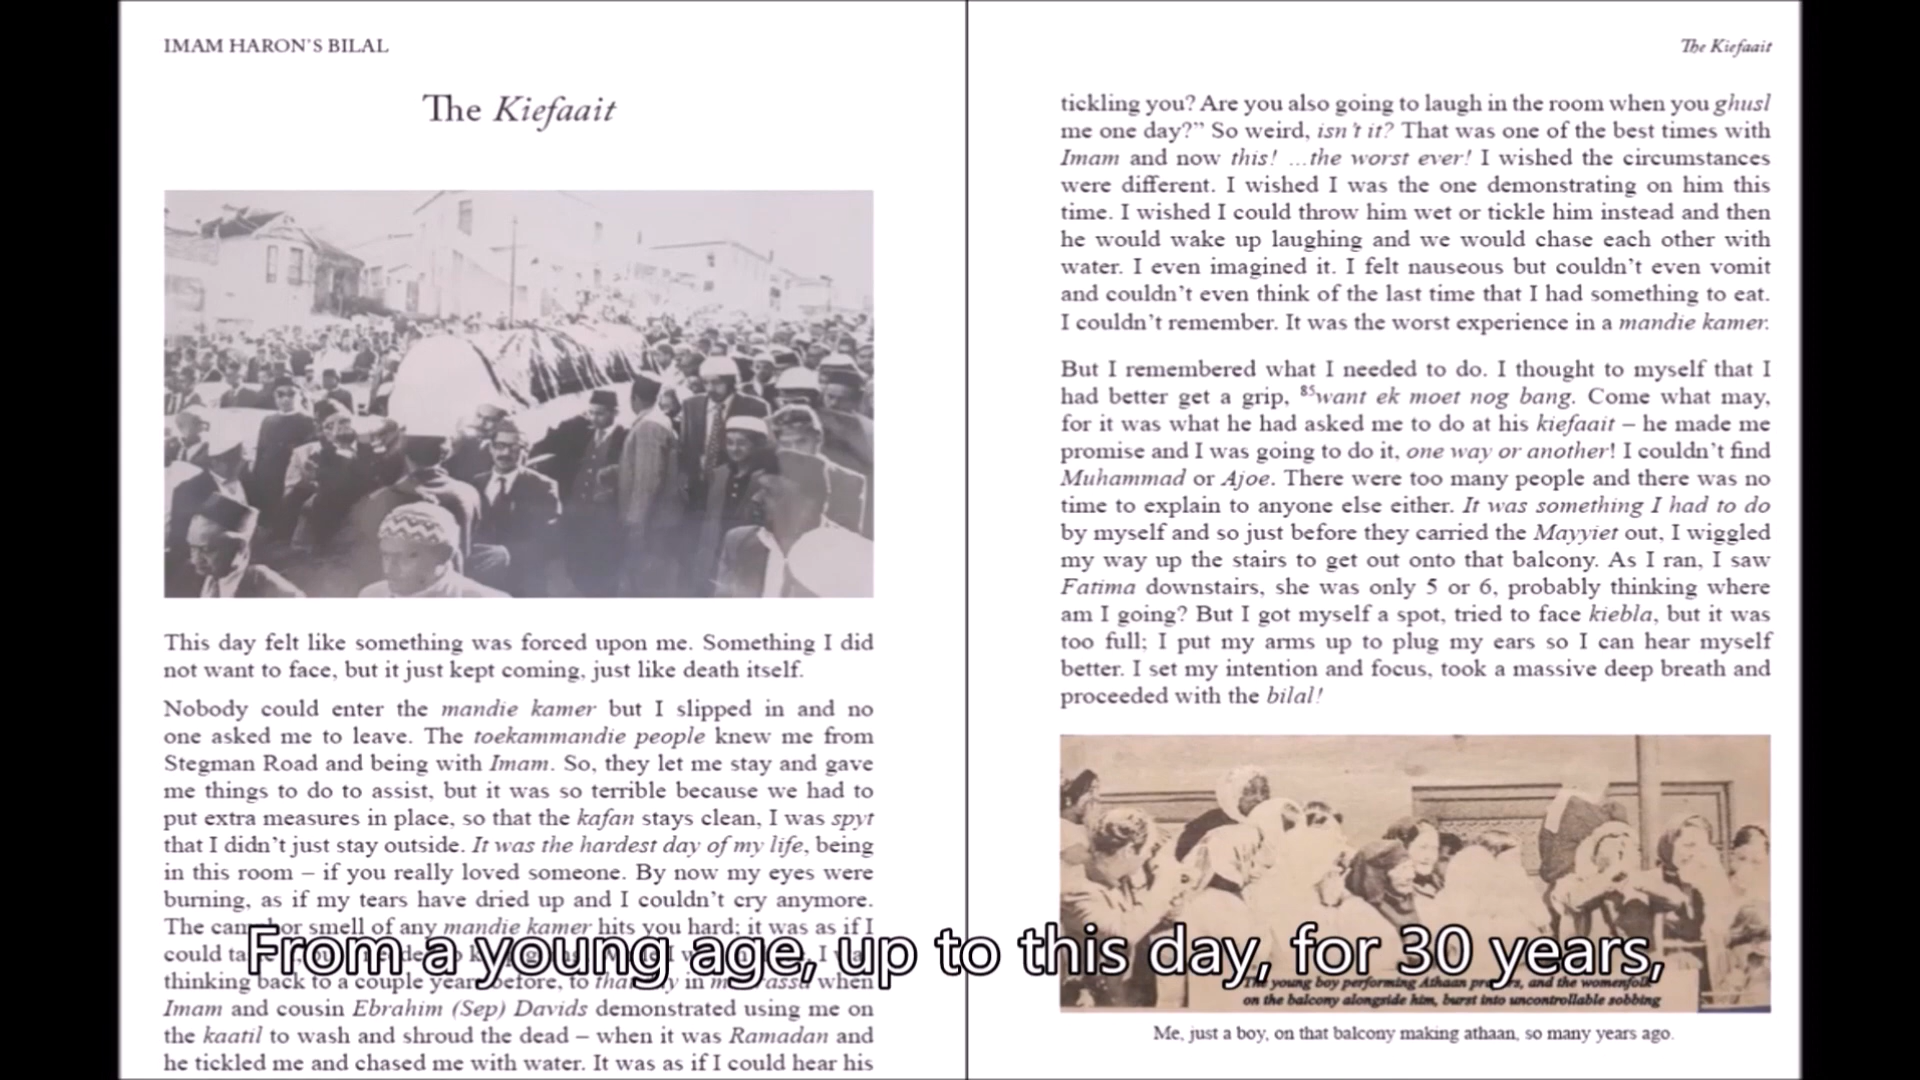 IMAM HARON'S BILAL
The Kiefaait
This day felt like something was forced upon me. Something I did
not want to face, but it just kept coming, just like death itself.
Nobody could enter the mandie kamer but I slipped in and no
one asked me to leave. The toekammandie people knew me from
Stegman Road and being with Imam. So, they let me stay and gave
me things to do to assist, but it was so terrible because we had to
put extra measures in place, so that the kafan stays clean, I was spyt
that I didn't just stay outside. It was the hardest day of my life, being
in this room – if you really loved someone. By now my eyes were
burning, as if my tears have dried up and I couldn't cry anymore.
The smell of any mandie kamer hits you hard; it was as if I
could
thinking back to a couple years before, to in when
Imam and cousin Ebrahim (Sep) Davids demonstrated using me on
the kaatil to wash and shroud the dead – when it was Ramadan and
he tickled me and chased me with water. It was as if I could hear his
The Kiefaait
tickling you? Are you also going to laugh in the room when you ghusl
me one day?" So weird, isn't it? That was one of the best times with
Imam and now this! ...the worst ever! I wished the circumstances
were different. I wished I was the one demonstrating on him this
time. I wished I could throw him wet or tickle him instead and then
he would wake up laughing and we would chase each other with
water. I even imagined it. I felt nauseous but couldn't even vomit
and couldn't even think of the last time that I had something to eat.
I couldn't remember. It was the worst experience in a mandie kamer.
But I remembered what I needed to do. I thought to myself that I
had better get a grip, 85want ek moet nog bang. Come what may,
for it was what he had asked me to do at his kiefaait – he made me
promise and I was going to do it, one way or another! I couldn't find
Muhammad or Ajoe. There were too many people and there was no
time to explain to anyone else either. It was something I had to do
by myself and so just before they carried the Mayyiet out, I wiggled
my way up the stairs to get out onto that balcony. As I ran, I saw
Fatima downstairs, she was only 5 or 6, probably thinking where
am I going? But I got myself a spot, tried to face kiebla, but it was
too full; I put my arms up to plug my ears so I can hear myself
better. I set my intention and focus, took a massive deep breath and
proceeded with the bilal!
The young boy performing Athaan prayers, and the womenfolk
on the balcony alongside him, burst into uncontrollable sobbing
Me, just a boy, on that balcony making athaan, so many years ago.
From a young age, up to this day, for 30 years,